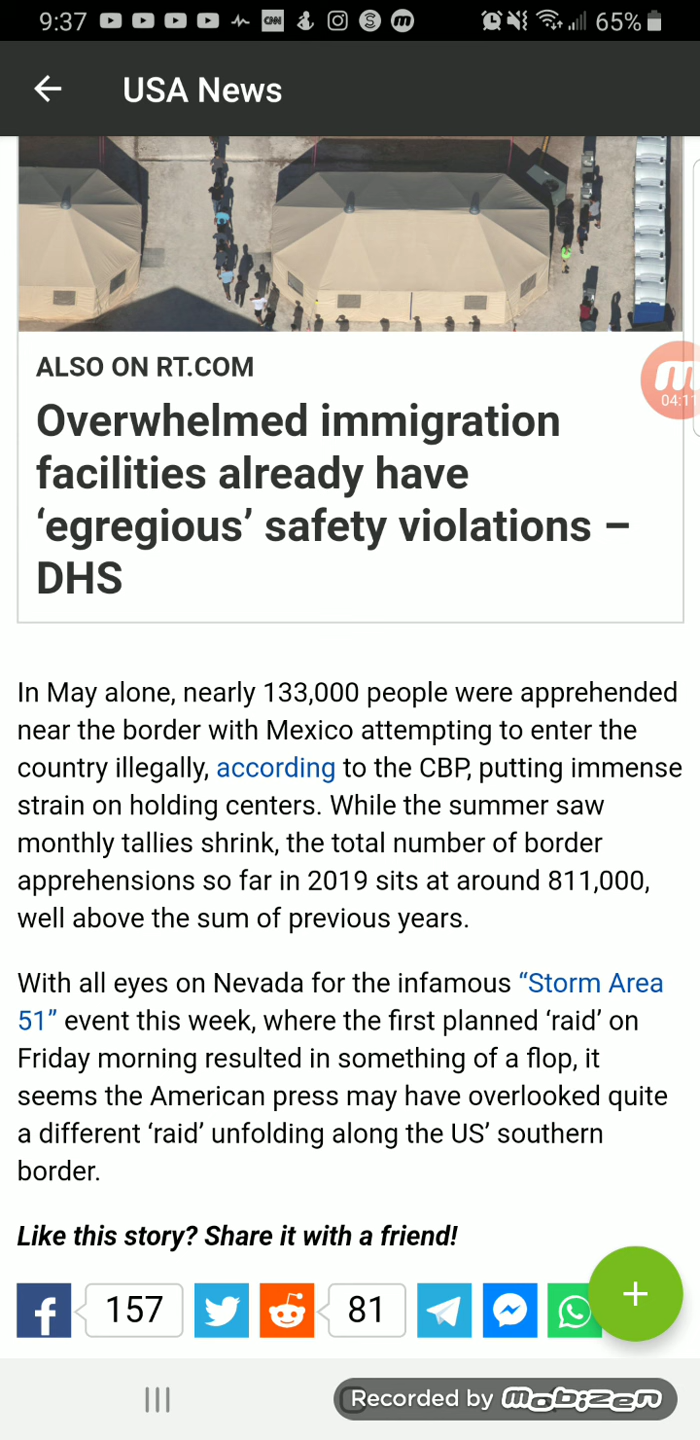 9:37
CNN
65%
USA News
ALSO ON RT.COM
Overwhelmed immigration
facilities already have
‘egregious’ safety violations –
DHS
04:11
In May alone, nearly 133,000 people were apprehended
near the border with Mexico attempting to enter the
country illegally, according to the CBP, putting immense
strain on holding centers. While the summer saw
monthly tallies shrink, the total number of border
apprehensions so far in 2019 sits at around 811,000,
well above the sum of previous years.
With all eyes on Nevada for the infamous “Storm Area
51” event this week, where the first planned ‘raid’ on
Friday morning resulted in something of a flop, it
seems the American press may have overlooked quite
a different ‘raid’ unfolding along the US’ southern
border.
Like this story? Share it with a friend!
157
81
Recorded by mobizen